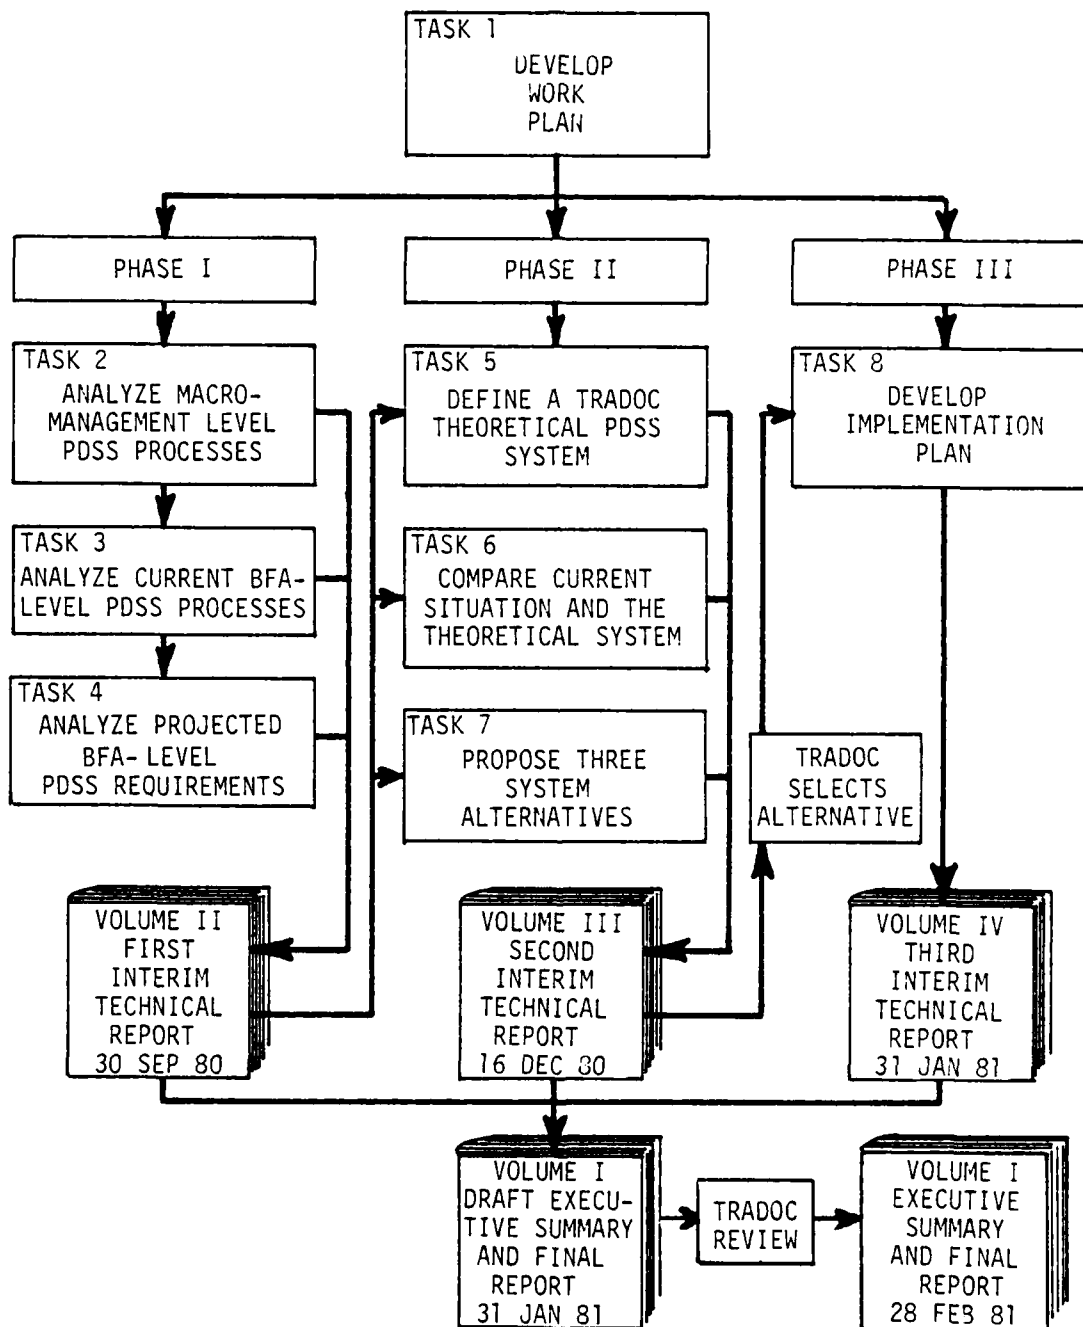 TASK 1
DEVELOP
WORK
PLAN
PHASE I
PHASE II
PHASE III
TASK 2
ANALYZE MACRO-
MANAGEMENT LEVEL
PDSS PROCESSES
TASK 3
ANALYZE CURRENT BFA-
LEVEL PDSS PROCESSES
TASK 4
ANALYZE PROJECTED
BFA-LEVEL
PDSS REQUIREMENTS
TASK 5
DEFINE A TRADOC
THEORETICAL PDSS
SYSTEM
TASK 6
COMPARE CURRENT
SITUATION AND THE
THEORETICAL SYSTEM
TASK 7
PROPOSE THREE
SYSTEM
ALTERNATIVES
TASK 8
DEVELOP
IMPLEMENTATION
PLAN
TRADOC
SELECTS
ALTERNATIVE
VOLUME II
FIRST
INTERIM
TECHNICAL
REPORT
30 SEP 80
VOLUME III
SECOND
INTERIM
TECHNICAL
REPORT
16 DEC 80
VOLUME IV
THIRD
INTERIM
TECHNICAL
REPORT
31 JAN 81
VOLUME I
DRAFT EXECU-
TIVE SUMMARY
AND FINAL
REPORT
31 JAN 81
TRADOC
REVIEW
VOLUME I
EXECUTIVE
SUMMARY
AND FINAL
REPORT
28 FEB 81